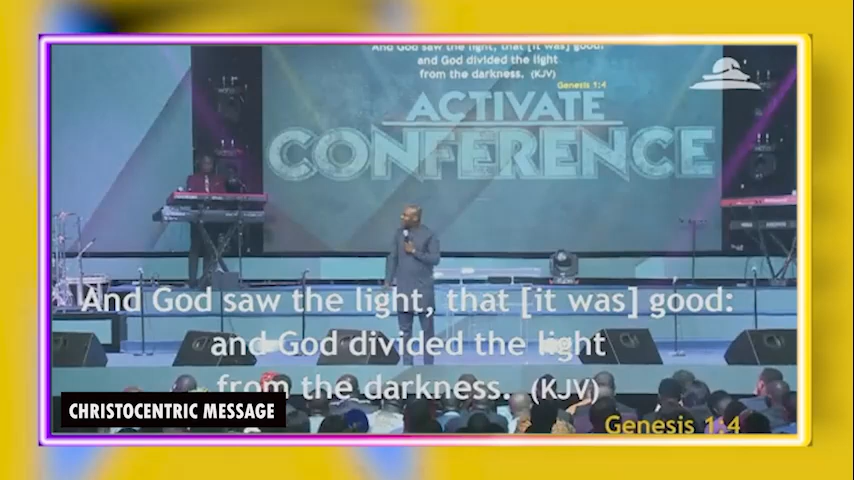 And God saw the light, that [it was] good:
and God divided the light
from the darkness. (KJV)
Genesis 1:4
ACTIVATE
CONFERENCE
And God saw the light, that [it was] good:
and God divided the light
from the darkness. (KJV)
Genesis 1:4
CHRISTOCENTRIC MESSAGE